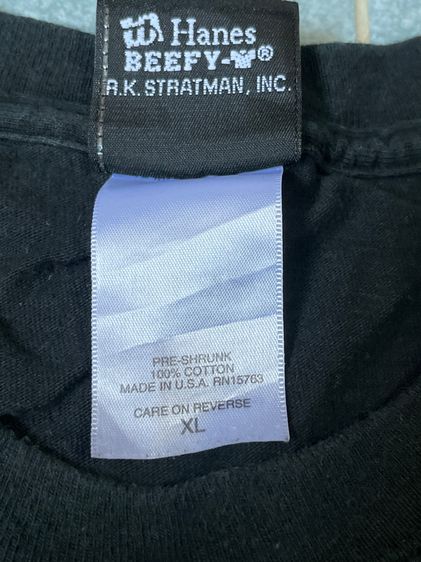 Hanes
BEEFY-T®
R.K. STRATMAN, INC.
PRE-SHRUNK
100% COTTON
MADE IN U.S.A. RN15763
CARE ON REVERSE
XL